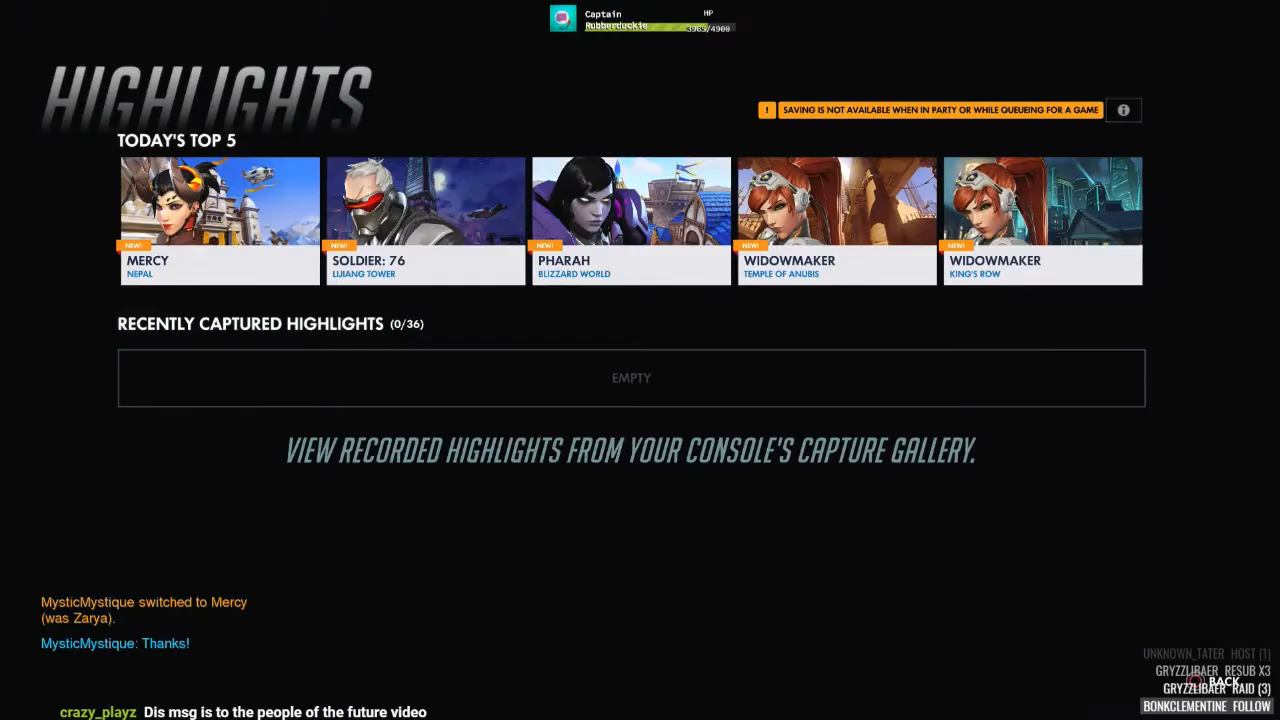 Captain
HP
Rubberduckie
3905/4900
HIGHLIGHTS
! SAVING IS NOT AVAILABLE WHEN IN PARTY OR WHILE QUEUEING FOR A GAME
TODAY'S TOP 5
NEW! NEW! NEW! NEW! NEW!
MERCY SOLDIER: 76 PHARAH WIDOWMAKER WIDOWMAKER
NEPAL LIJIANG TOWER BLIZZARD WORLD TEMPLE OF ANUBIS KING'S ROW
RECENTLY CAPTURED HIGHLIGHTS (0/36)
EMPTY
VIEW RECORDED HIGHLIGHTS FROM YOUR CONSOLE'S CAPTURE GALLERY.
MysticMystique switched to Mercy
(was Zarya).
MysticMystique: Thanks!
UNKNOWN_TATER HOST (1)
GRYZZLIBAER RESUB X3
BACK
GRYZZLIBAER RAID (3)
BONKCLEMENTINE FOLLOW
crazy_playz Dis msg is to the people of the future video